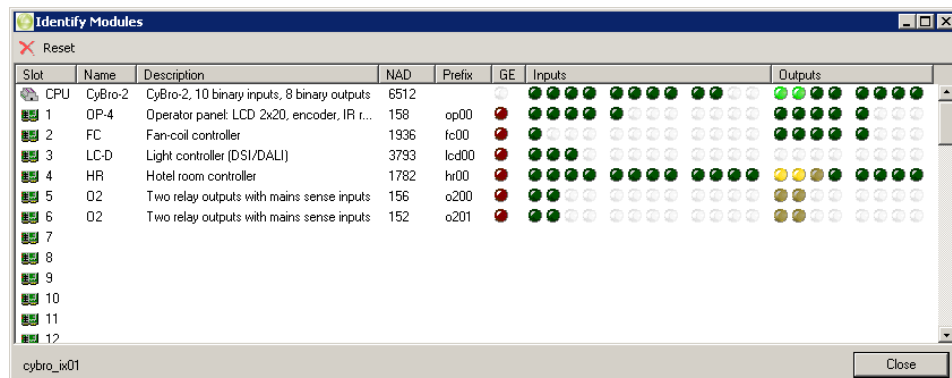 Identify Modules
Reset
Slot Name Description NAD Prefix GE Inputs Outputs
CPU CyBro-2 CyBro-2, 10 binary inputs, 8 binary outputs 6512
1 OP-4 Operator panel: LCD 2x20, encoder, IR r... 158 op00
2 FC Fan-coil controller 1936 fc00
3 LC-D Light controller (DSI/DALI) 3793 lcd00
4 HR Hotel room controller 1782 hr00
5 O2 Two relay outputs with mains sense inputs 156 o200
6 O2 Two relay outputs with mains sense inputs 152 o201
7
8
9
10
11
12
cybro_ix01 Close